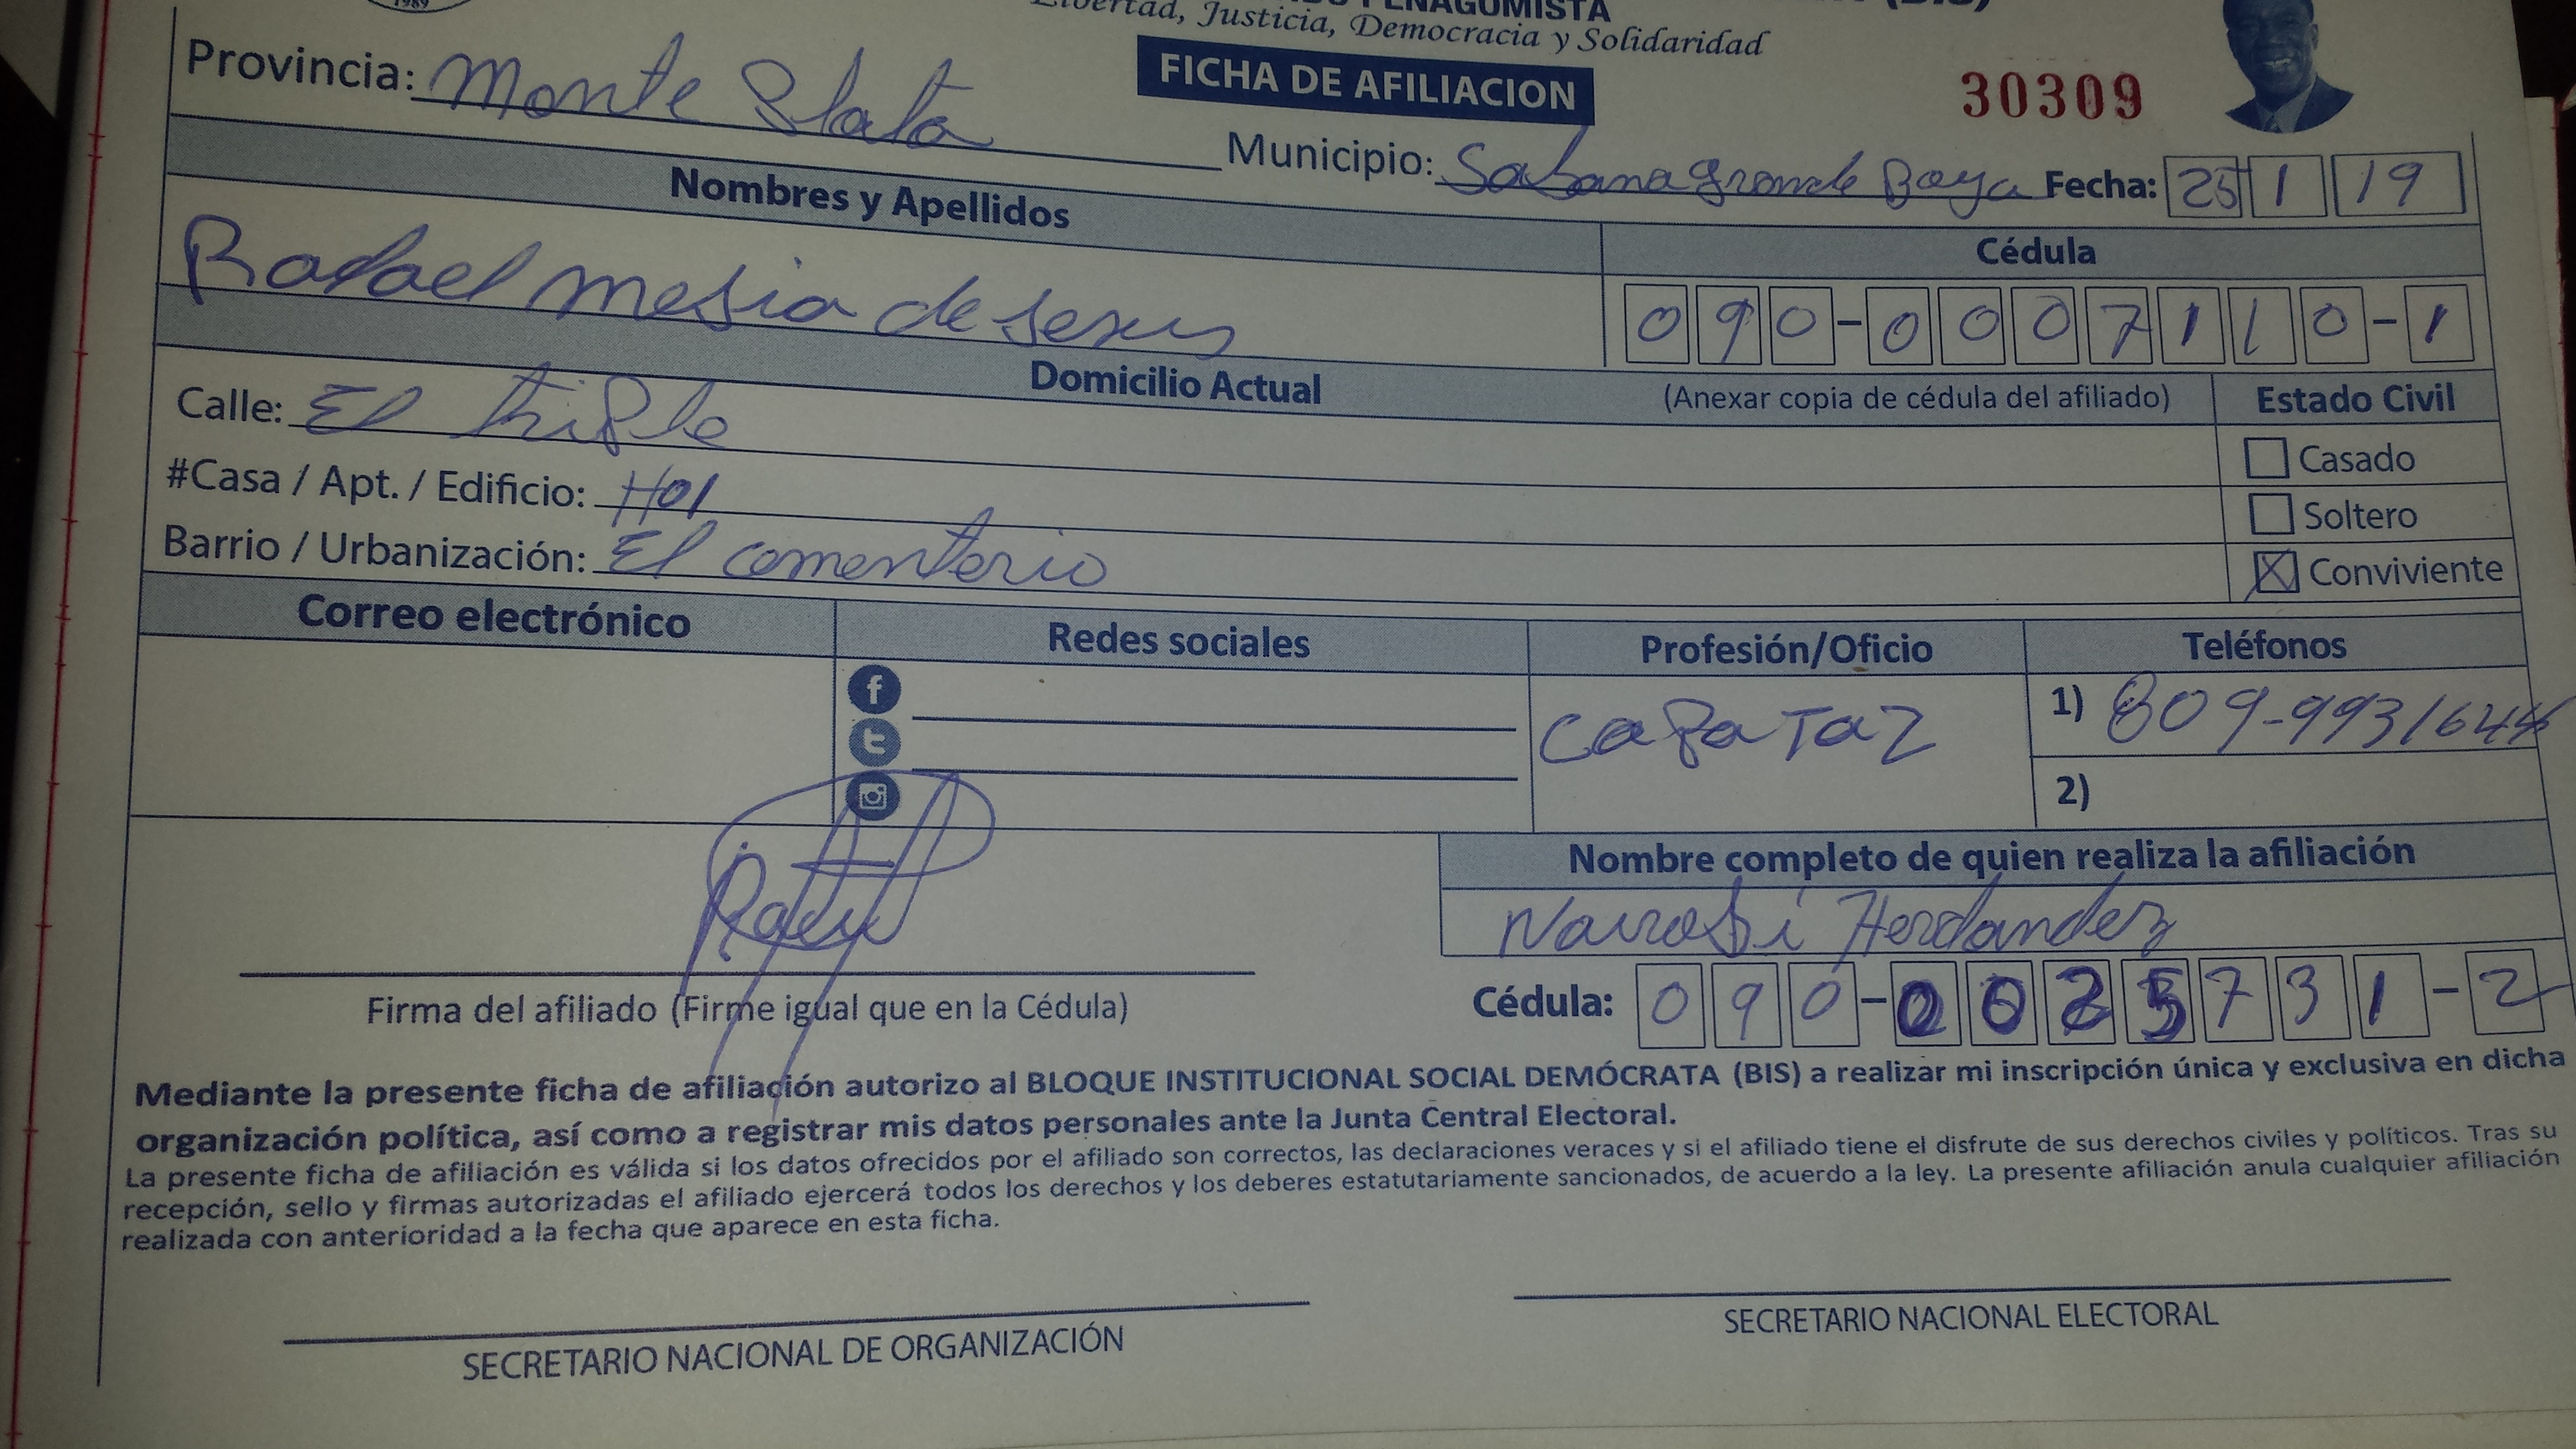 1989
PEÑAGOMISTA
Libertad, Justicia, Democracia y Solidaridad
FICHA DE AFILIACION
30309
Provincia: Monte Plata
Municipio: Sabana grande Boya Fecha: 25 1 19
Nombres y Apellidos
Cédula
Rafael mesia de Jesus
090-0007110-1
Domicilio Actual
(Anexar copia de cédula del afiliado)
Estado Civil
Calle: El triple
Casado
#Casa / Apt. / Edificio: H01
Soltero
Barrio / Urbanización: El comenterio
Conviviente
Correo electrónico
Redes sociales
Profesión/Oficio
Teléfonos
capataz
1) 809-9931644
2)
Nombre completo de quien realiza la afiliación
Nairobi Herdandez
Cédula: 090-0025731-2
Rafael
Firma del afiliado (Firme igual que en la Cédula)
Mediante la presente ficha de afiliación autorizo al BLOQUE INSTITUCIONAL SOCIAL DEMÓCRATA (BIS) a realizar mi inscripción única y exclusiva en dicha
organización política, así como a registrar mis datos personales ante la Junta Central Electoral.
La presente ficha de afiliación es válida si los datos ofrecidos por el afiliado son correctos, las declaraciones veraces y si el afiliado tiene el disfrute de sus derechos civiles y políticos. Tras su
recepción, sello y firmas autorizadas el afiliado ejercerá todos los derechos y los deberes estatutariamente sancionados, de acuerdo a la ley. La presente afiliación anula cualquier afiliación
realizada con anterioridad a la fecha que aparece en esta ficha.
SECRETARIO NACIONAL DE ORGANIZACIÓN
SECRETARIO NACIONAL ELECTORAL